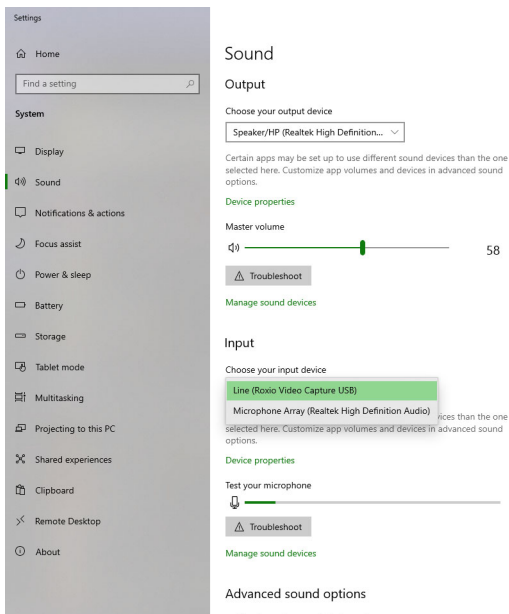 Settings
Home
Find a setting
System
Display
Sound
Notifications & actions
Focus assist
Power & sleep
Battery
Storage
Tablet mode
Multitasking
Projecting to this PC
Shared experiences
Clipboard
Remote Desktop
About
Sound
Output
Choose your output device
Speaker/HP (Realtek High Definition...
Certain apps may be set up to use different sound devices than the one
selected here. Customize app volumes and devices in advanced sound
options.
Device properties
Master volume
58
Troubleshoot
Manage sound devices
Input
Choose your input device
Line (Roxio Video Capture USB)
Microphone Array (Realtek High Definition Audio)
vices than the one
selected here. Customize app volumes and devices in advanced sound
options.
Device properties
Test your microphone
Troubleshoot
Manage sound devices
Advanced sound options